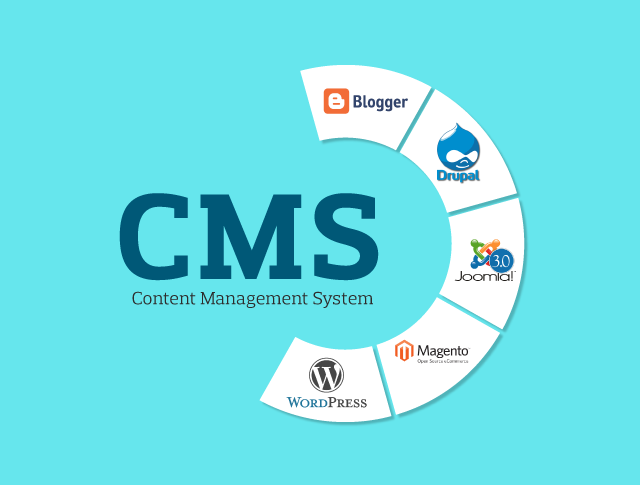 Blogger
Drupal
CMS
Content Management System
3.0
Joomla!
Magento
Open Source eCommerce
WORDPRESS